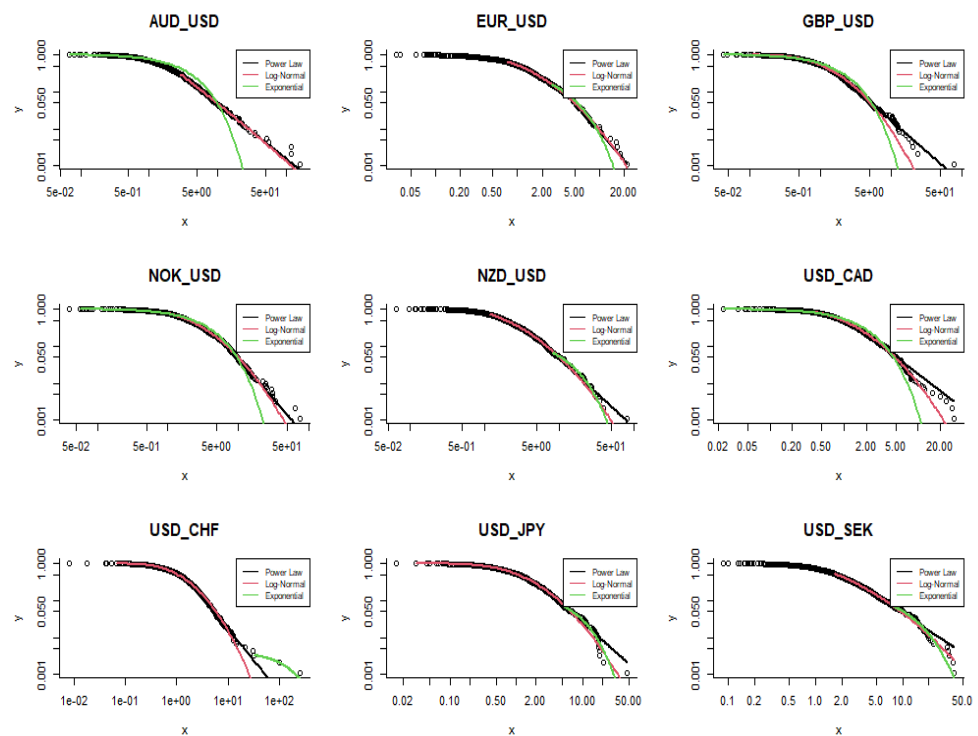 AUD_USD
1.000
0.050
0.001
y
5e-02 5e-01 5e+00 5e+01
x
Power Law
Log-Normal
Exponential
EUR_USD
1.000
0.050
0.001
y
0.05 0.20 0.50 2.00 5.00 20.00
x
Power Law
Log-Normal
Exponential
GBP_USD
1.000
0.050
0.001
y
5e-02 5e-01 5e+00 5e+01
x
Power Law
Log-Normal
Exponential
NOK_USD
1.000
0.050
0.001
y
5e-02 5e-01 5e+00 5e+01
x
Power Law
Log-Normal
Exponential
NZD_USD
1.000
0.050
0.001
y
5e-02 5e-01 5e+00 5e+01
x
Power Law
Log-Normal
Exponential
USD_CAD
1.000
0.050
0.001
y
0.02 0.05 0.20 0.50 2.00 5.00 20.00
x
Power Law
Log-Normal
Exponential
USD_CHF
1.000
0.050
0.001
y
1e-02 1e-01 1e+00 1e+01 1e+02
x
Power Law
Log-Normal
Exponential
USD_JPY
1.000
0.050
0.001
y
0.02 0.10 0.50 2.00 10.00 50.00
x
Power Law
Log-Normal
Exponential
USD_SEK
1.000
0.050
0.001
y
0.1 0.2 0.5 1.0 2.0 5.0 10.0 50.0
x
Power Law
Log-Normal
Exponential